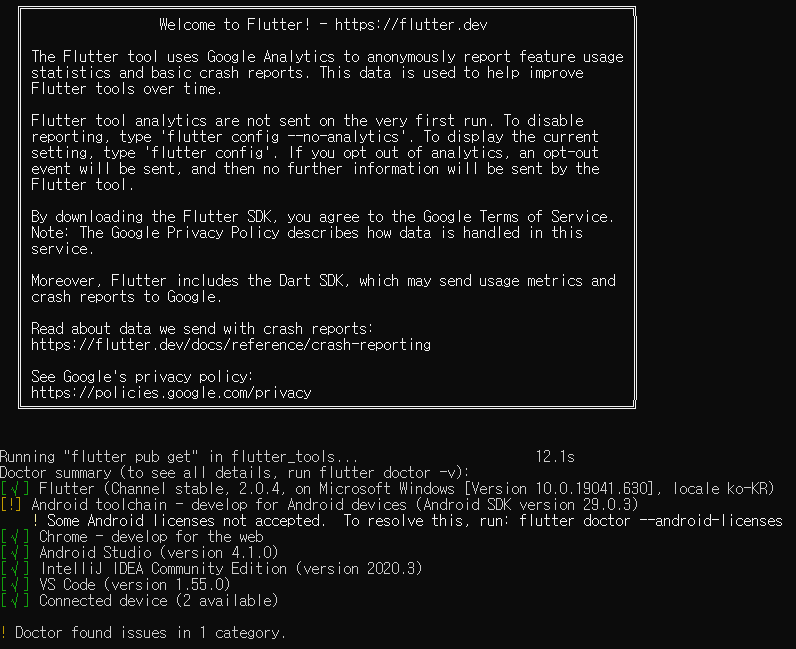 Welcome to Flutter! - https://flutter.dev
The Flutter tool uses Google Analytics to anonymously report feature usage
statistics and basic crash reports. This data is used to help improve
Flutter tools over time.
Flutter tool analytics are not sent on the very first run. To disable
reporting, type 'flutter config --no-analytics'. To display the current
setting, type 'flutter config'. If you opt out of analytics, an opt-out
event will be sent, and then no further information will be sent by the
Flutter tool.
By downloading the Flutter SDK, you agree to the Google Terms of Service.
Note: The Google Privacy Policy describes how data is handled in this
service.
Moreover, Flutter includes the Dart SDK, which may send usage metrics and
crash reports to Google.
Read about data we send with crash reports:
https://flutter.dev/docs/reference/crash-reporting
See Google's privacy policy:
https://policies.google.com/privacy
Running "flutter pub get" in flutter_tools... 12.1s
Doctor summary (to see all details, run flutter doctor -v):
[√] Flutter (Channel stable, 2.0.4, on Microsoft Windows [Version 10.0.19041.630], locale ko-KR)
[!] Android toolchain - develop for Android devices (Android SDK version 29.0.3)
! Some Android licenses not accepted. To resolve this, run: flutter doctor --android-licenses
[√] Chrome - develop for the web
[√] Android Studio (version 4.1.0)
[√] IntelliJ IDEA Community Edition (version 2020.3)
[√] VS Code (version 1.55.0)
[√] Connected device (2 available)
! Doctor found issues in 1 category.